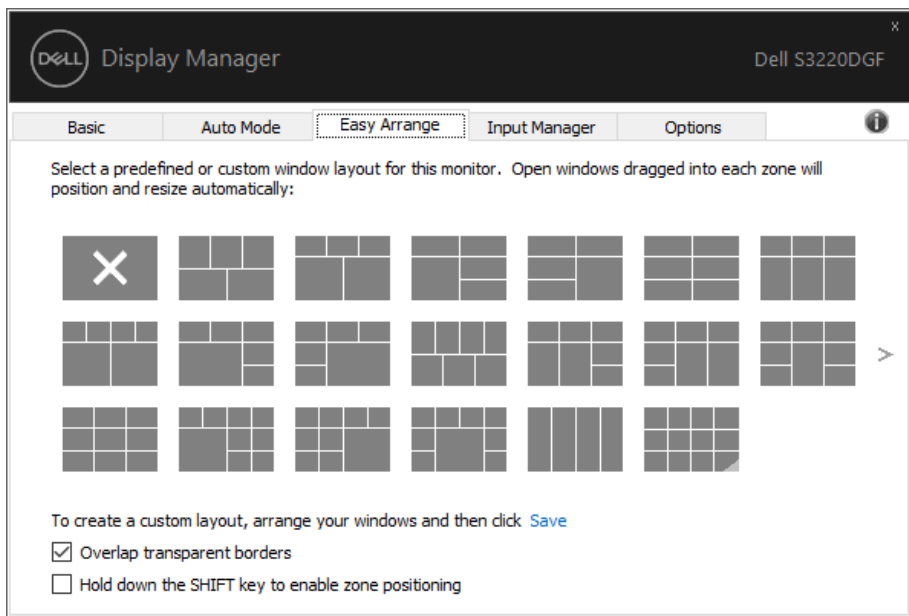 x
DELL Display Manager Dell S3220DGF
Basic Auto Mode Easy Arrange Input Manager Options
Select a predefined or custom window layout for this monitor.  Open windows dragged into each zone will
position and resize automatically:
>
To create a custom layout, arrange your windows and then click Save
Overlap transparent borders
Hold down the SHIFT key to enable zone positioning